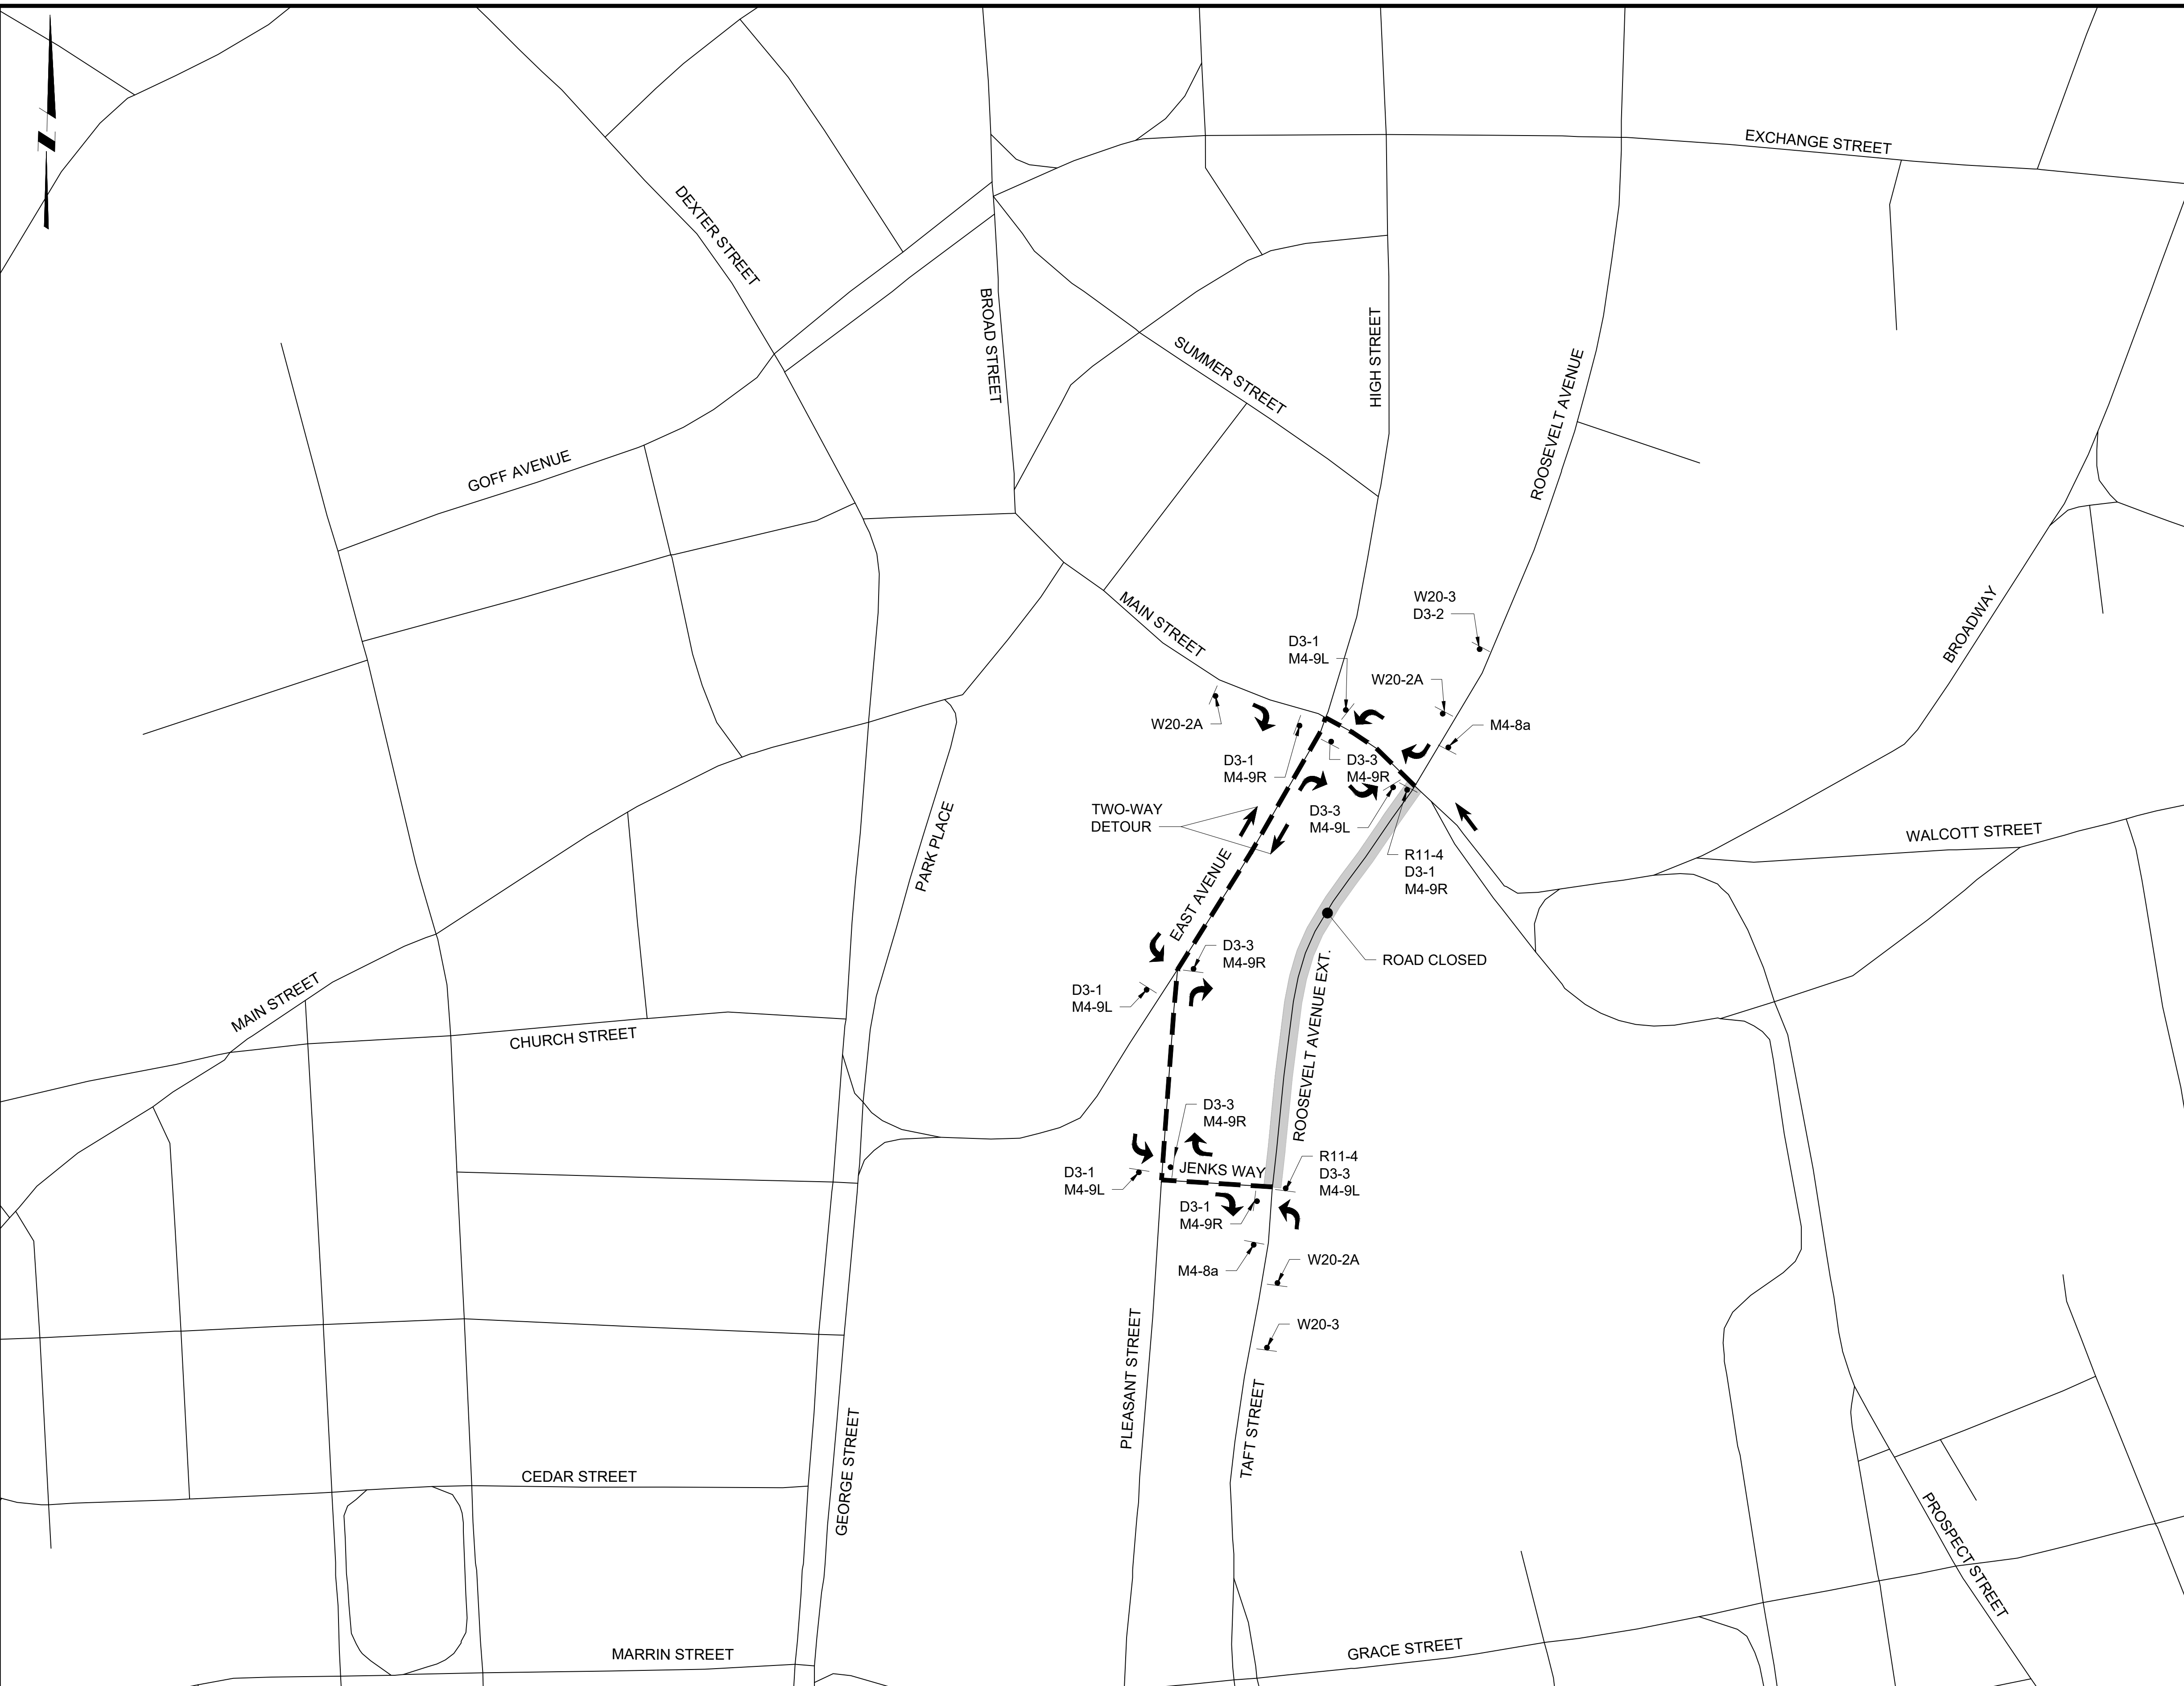 EXCHANGE STREET
DEXTER STREET
BROAD STREET
HIGH STREET
SUMMER STREET
ROOSEVELT AVENUE
GOFF AVENUE
MAIN STREET
W20-3
D3-2
BROADWAY
D3-1
M4-9L
W20-2A
W20-2A
M4-8a
D3-1
M4-9R
D3-3
M4-9R
TWO-WAY
DETOUR
D3-3
M4-9L
WALCOTT STREET
PARK PLACE
EAST AVENUE
R11-4
D3-1
M4-9R
D3-3
M4-9R
ROAD CLOSED
D3-1
M4-9L
MAIN STREET
CHURCH STREET
ROOSEVELT AVENUE EXT.
D3-3
M4-9R
JENKS WAY
D3-1
M4-9L
R11-4
D3-3
M4-9L
D3-1
M4-9R
M4-8a
W20-2A
W20-3
PLEASANT STREET
TAFT STREET
GEORGE STREET
CEDAR STREET
PROSPECT STREET
MARRIN STREET
GRACE STREET